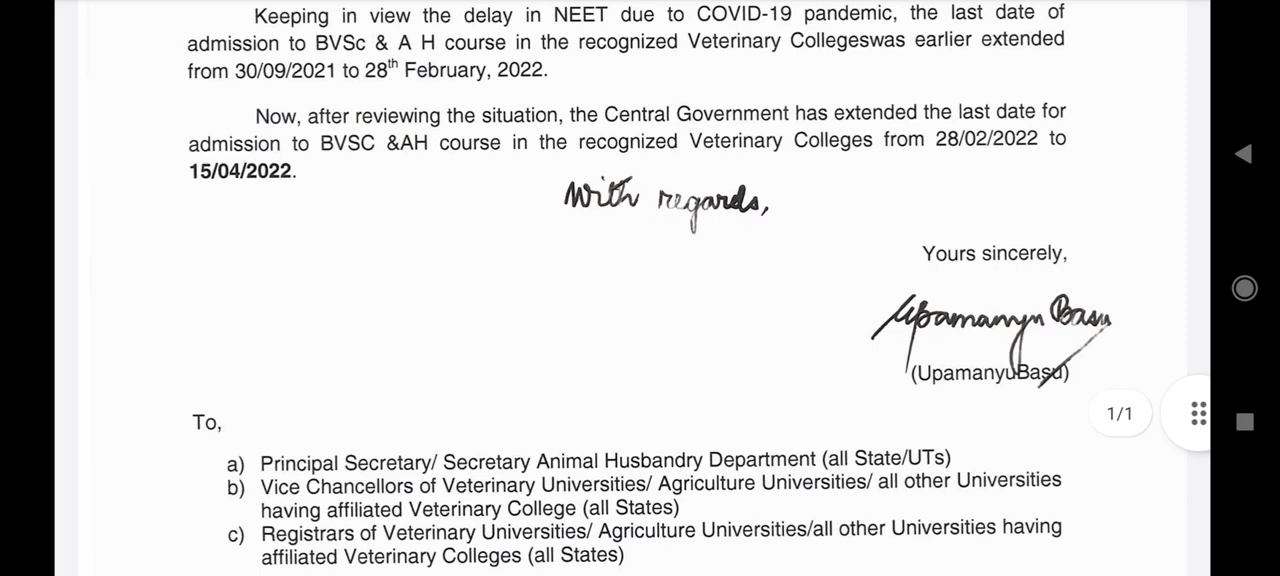 Keeping in view the delay in NEET due to COVID-19 pandemic, the last date of
admission to BVSc & A H course in the recognized Veterinary Collegeswas earlier extended
from 30/09/2021 to 28th February, 2022.
Now, after reviewing the situation, the Central Government has extended the last date for
admission to BVSC &AH course in the recognized Veterinary Colleges from 28/02/2022 to
15/04/2022.
With regards,
Yours sincerely,
Upamanyu Basu
(UpamanyuBasu)
1/1
To,
a) Principal Secretary/ Secretary Animal Husbandry Department (all State/UTs)
b) Vice Chancellors of Veterinary Universities/ Agriculture Universities/ all other Universities
having affiliated Veterinary College (all States)
c) Registrars of Veterinary Universities/ Agriculture Universities/all other Universities having
affiliated Veterinary Colleges (all States)